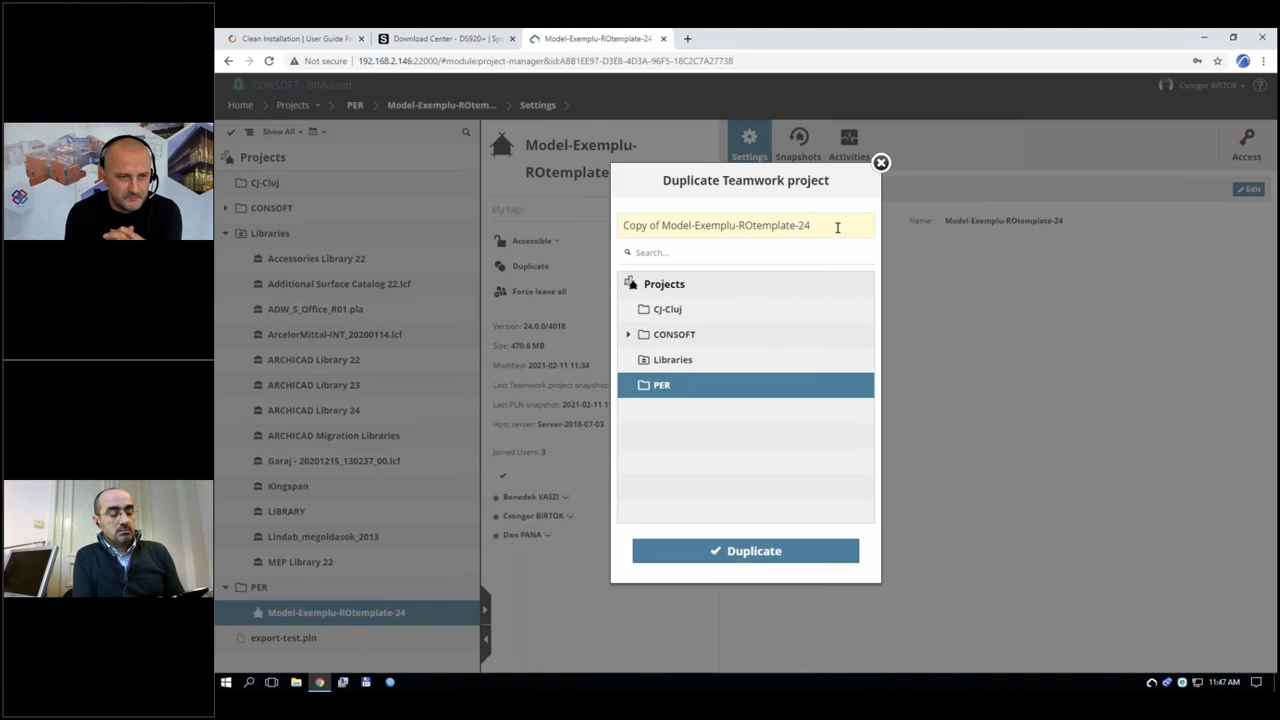 Clean Installation | User Guide Pa
Download Center - DS920+ | Syn
Model-Exemplu-ROtemplate-24
Not secure
192.168.2.146:22000/#module:project-manager&id:ABB1EE97-D3E8-4D3A-96F5-18C2C7A27738
CONSOFT - BIMcloud
Csongor BIRTOK
Home
Projects
PER
Model-Exemplu-ROtem...
Settings
Show All
Projects
CJ-Cluj
CONSOFT
Libraries
Accessories Library 22
Additional Surface Catalog 22.lcf
ADW_S_Office_R01.pla
ArcelorMittal-INT_20200114.lcf
ARCHICAD Library 22
ARCHICAD Library 23
ARCHICAD Library 24
ARCHICAD Migration Libraries
Garaj - 20201215_130237_00.lcf
Kingspan
LIBRARY
Lindab_megoldasok_2013
MEP Library 22
PER
Model-Exemplu-ROtemplate-24
export-test.pln
Model-Exemplu-
ROtemplate
My tags
Accessible
Duplicate
Force leave all
Version: 24.0.0/4018
Size: 470.6 MB
Modified: 2021-02-11 11:34
Last Teamwork project snapshot:
Last PLN snapshot: 2021-02-11 1
Host server: Server-2018-07-03
Joined Users: 3
Benedek VASZI
Csongor BIRTOK
Dan PANA
Settings
Snapshots
Activities
Access
Edit
Name: Model-Exemplu-ROtemplate-24
Duplicate Teamwork project
Copy of Model-Exemplu-ROtemplate-24
Search...
Projects
CJ-Cluj
CONSOFT
Libraries
PER
Duplicate
11:47 AM